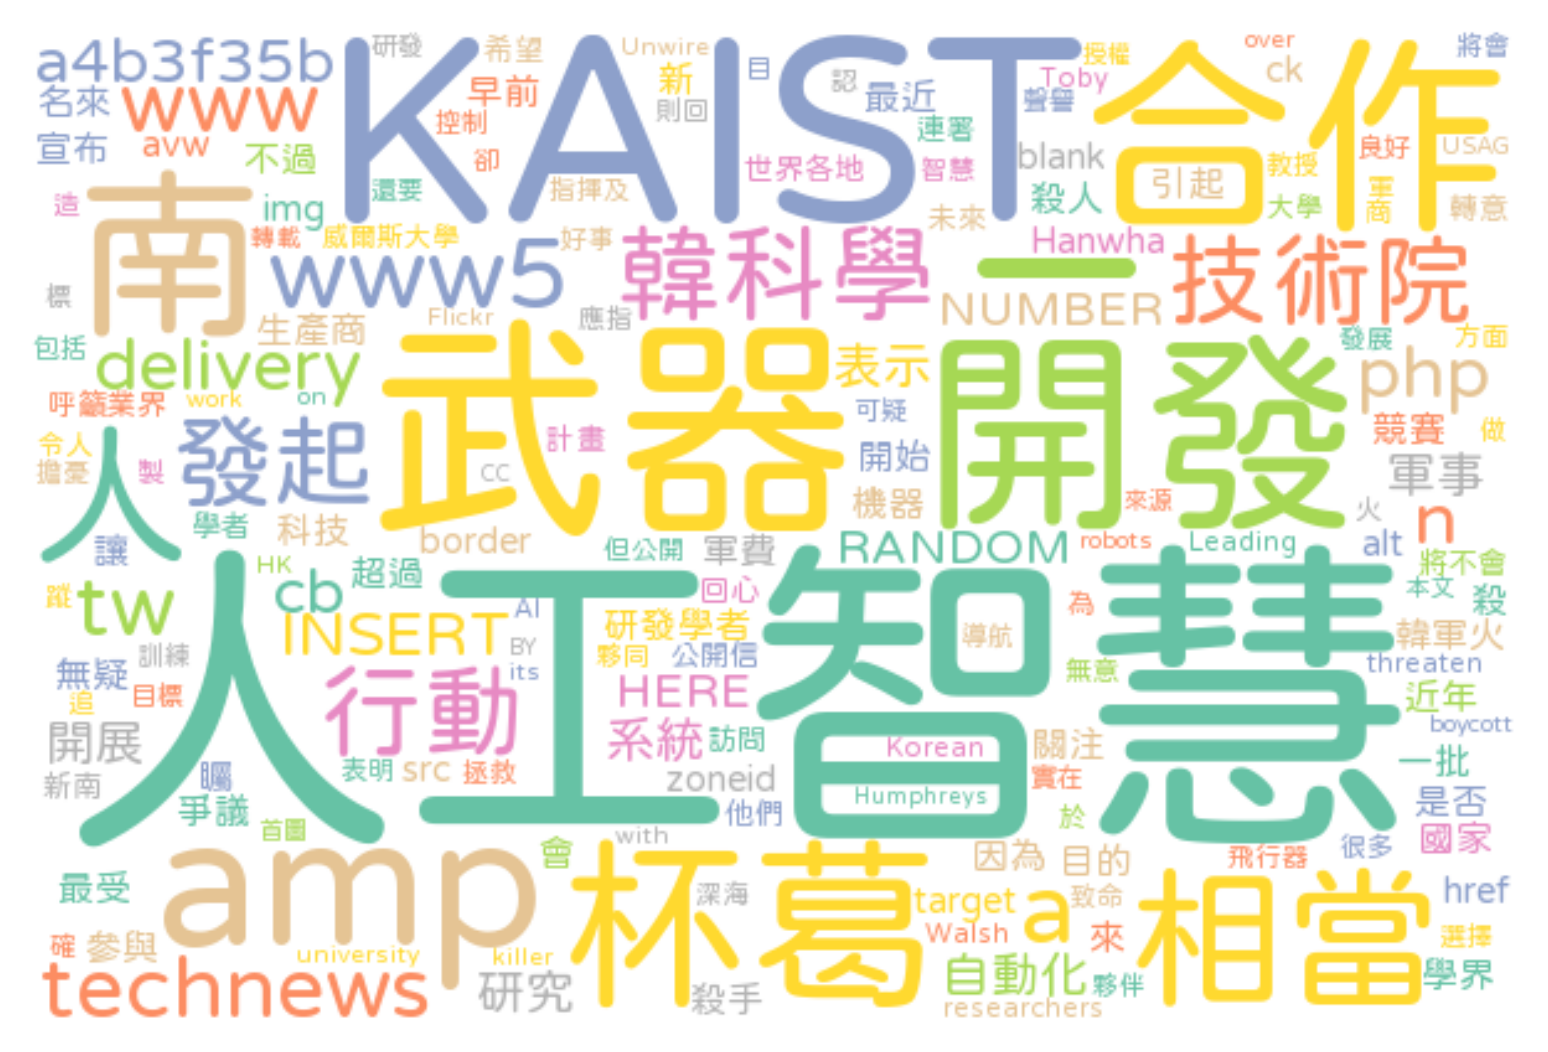 a4b3f35b
KAIST
研發
希望
Unwire
授權
合作
over
將會
名來
www
早前
新
目
認
最近
Toby
聲譽
ck
宣布
avw
不過
控制
則回
連署
卻
世界各地
智慧
blank
良好
USAG
教授
引起
造
南
img
還要
指揮及
未來
殺人
大學
重商
轉意
轉載
威爾斯大學
好事
韓科學
Hanwha
一
技術院
標
www5
生產商
Flickr
應指
NUMBER
包括
delivery
武器
表示
開發
發展
方面
php
呼籲業界
work
on
可疑
競賽
做
令人
人
發起
計畫
開始
擔憂
製
cc
軍事
學者
科技
border
機器
來源
火
n
讓
HK
但公開
軍費
RANDOM
robots
Leading
alt
將不會
蹤
tw
cb
超過
人工智慧
回心
為
本文
殺
INSERT
AI
研發學者
導航
韓軍火
訓練
BY
夥同
公開信
無疑
its
無意
threaten
追
目標
行動
HERE
近年
開展
系統
訪問
Korean
關注
boycott
新南
矚
表明
src
拯救
zoneid
實在
一批
爭議
Humphreys
他們
於
是否
首圖
with
amp
會
杯葛
因為
目的
飛行器
很多
國家
最受
深海
target
a
致命
相當
href
確
參與
university
killer
Walsh
來
選擇
technews
研究
殺手
自動化
夥伴
學界
researchers